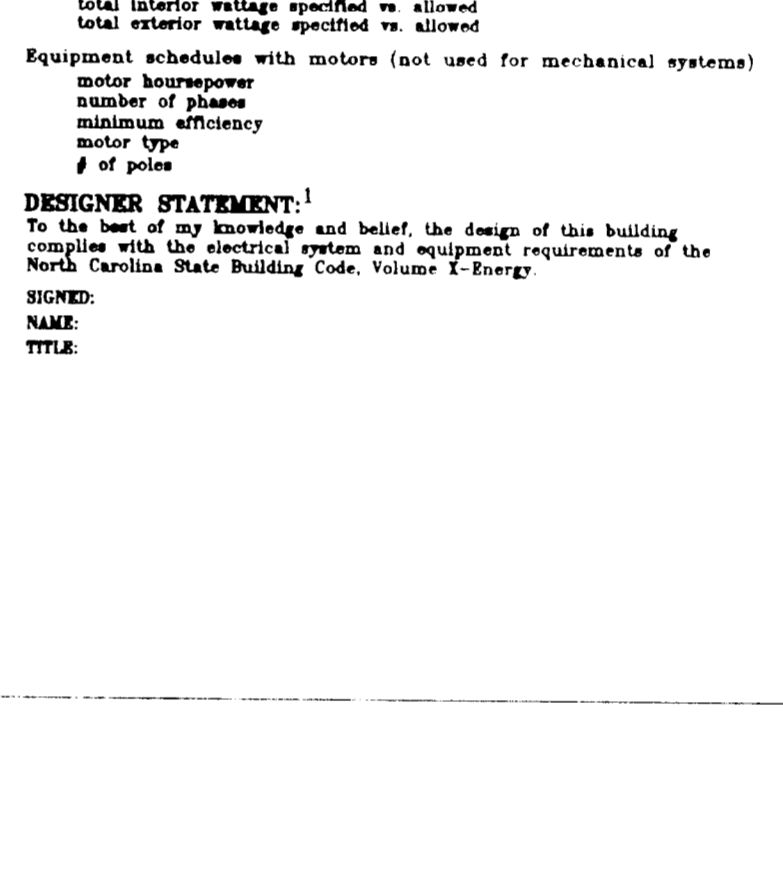 total interior wattage specified vs. allowed
total exterior wattage specified vs. allowed
Equipment schedules with motors (not used for mechanical systems)
motor hoursepower
number of phases
minimum efficiency
motor type
# of poles
DESIGNER STATEMENT:1
To the best of my knowledge and belief, the design of this building
complies with the electrical system and equipment requirements of the
North Carolina State Building Code, Volume X-Energy.
SIGNED:
NAME:
TITLE: